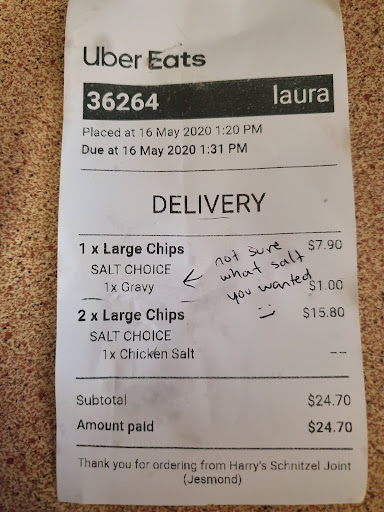 Uber Eats
36264 laura
Placed at 16 May 2020 1:20 PM
Due at 16 May 2020 1:31 PM
DELIVERY
1 x Large Chips $7.90
SALT CHOICE
1x Gravy $1.00
← not sure
what salt
you wanted
:)
2 x Large Chips $15.80
SALT CHOICE
1x Chicken Salt --
Subtotal $24.70
Amount paid $24.70
Thank you for ordering from Harry's Schnitzel Joint
(Jesmond)